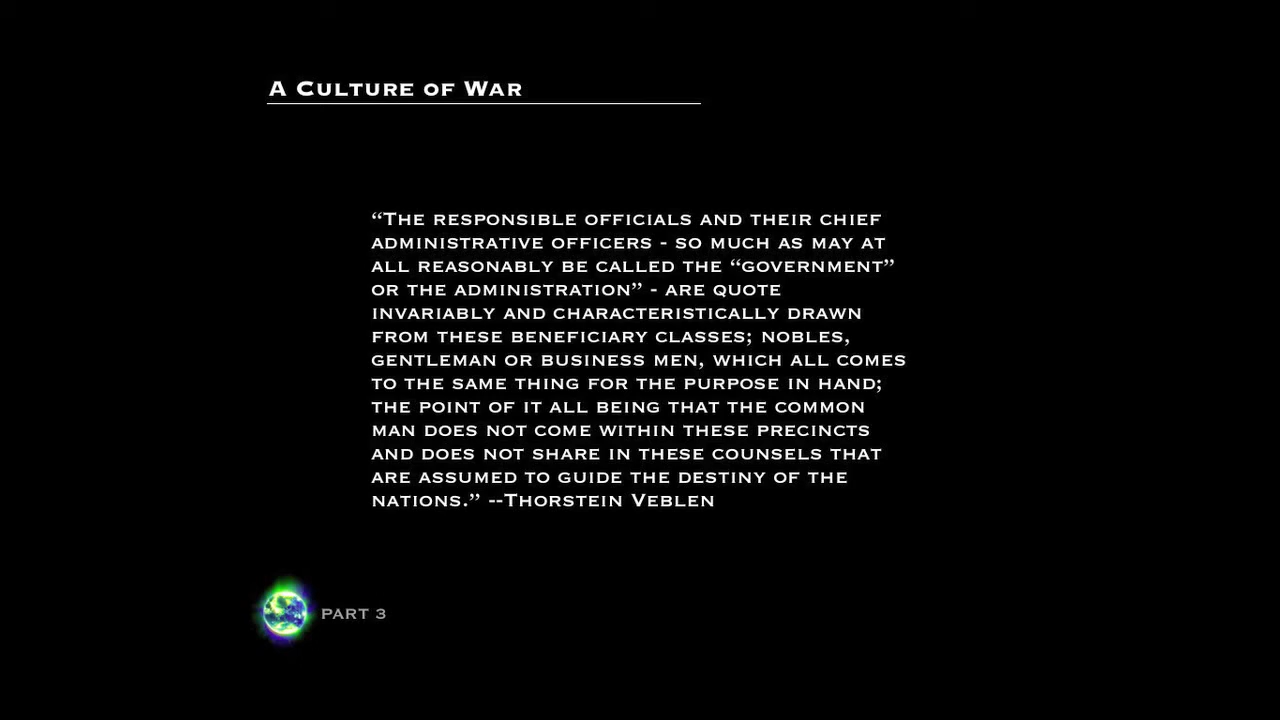 A Culture of War
“The responsible officials and their chief
administrative officers - so much as may at
all reasonably be called the “government”
or the administration” - are quote
invariably and characteristically drawn
from these beneficiary classes; nobles,
gentleman or business men, which all comes
to the same thing for the purpose in hand;
the point of it all being that the common
man does not come within these precincts
and does not share in these counsels that
are assumed to guide the destiny of the
nations.” --Thorstein Veblen
PART 3